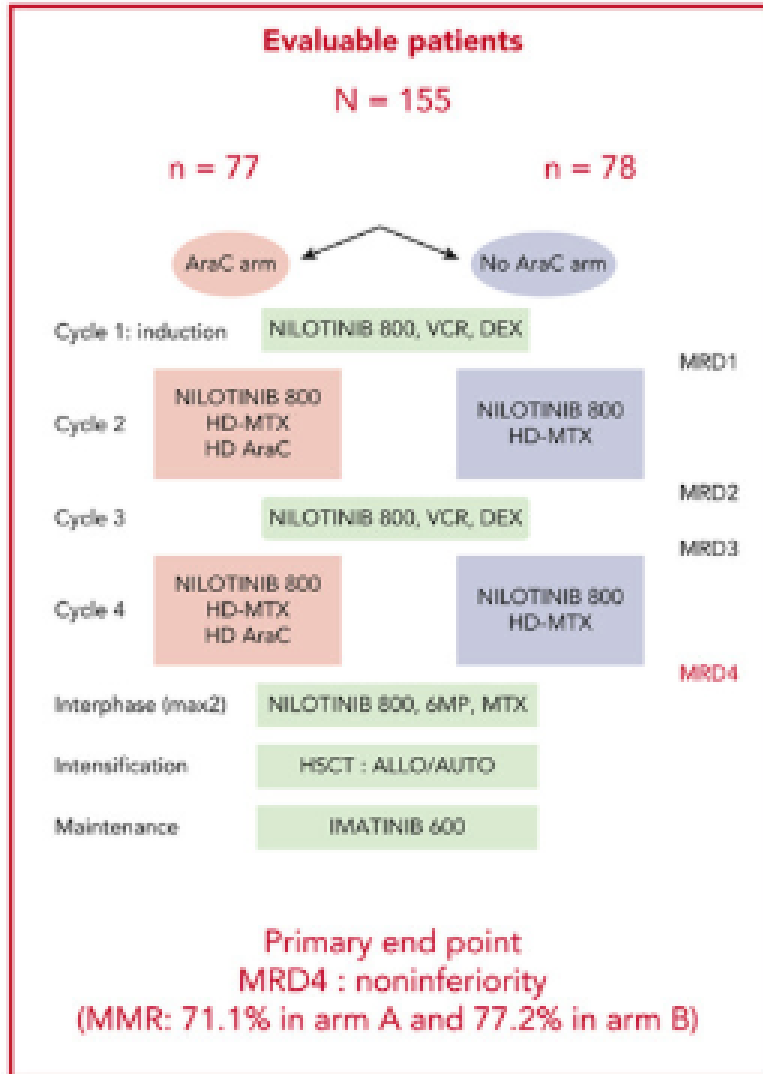 Evaluable patients
N = 155
n = 77
n = 78
AraC arm
No AraC arm
Cycle 1: induction
NILOTINIB 800, VCR, DEX
MRD1
Cycle 2
NILOTINIB 800
HD-MTX
HD AraC
NILOTINIB 800
HD-MTX
MRD2
Cycle 3
NILOTINIB 800, VCR, DEX
MRD3
Cycle 4
NILOTINIB 800
HD-MTX
HD AraC
NILOTINIB 800
HD-MTX
MRD4
Interphase (max2)
NILOTINIB 800, 6MP, MTX
Intensification
HSCT : ALLO/AUTO
Maintenance
IMATINIB 600
Primary end point
MRD4 : noninferiority
(MMR: 71.1% in arm A and 77.2% in arm B)